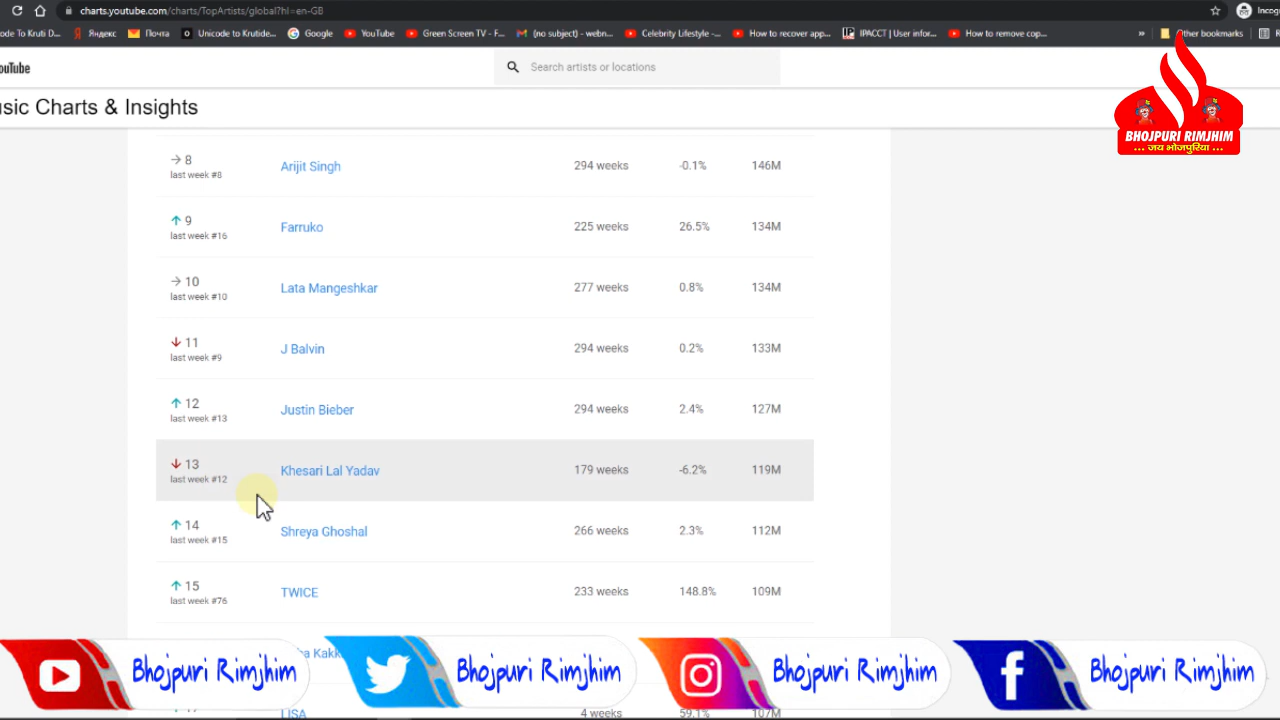 charts.youtube.com/charts/TopArtists/global?hl=en-GB
Incog
ode To Kruti D... Яндекс Почта Unicode to Krutide... Google YouTube Green Screen TV - F... (no subject) - webn... Celebrity Lifestyle -... How to recover app... IPACCT | User infor... How to remove cop... » Other bookmarks R
ouTube
Search artists or locations
usic Charts & Insights
BHOJPURI RIMJHIM
... जय भोजपुरिया ...
8 Arijit Singh 294 weeks -0.1% 146M
last week #8
9 Farruko 225 weeks 26.5% 134M
last week #16
10 Lata Mangeshkar 277 weeks 0.8% 134M
last week #10
11 J Balvin 294 weeks 0.2% 133M
last week #9
12 Justin Bieber 294 weeks 2.4% 127M
last week #13
13 Khesari Lal Yadav 179 weeks -6.2% 119M
last week #12
14 Shreya Ghoshal 266 weeks 2.3% 112M
last week #15
15 TWICE 233 weeks 148.8% 109M
last week #76
Bhojpuri Rimjhim Bhojpuri Rimjhim Bhojpuri Rimjhim Bhojpuri Rimjhim
LISA 4 weeks 59.1% 107M